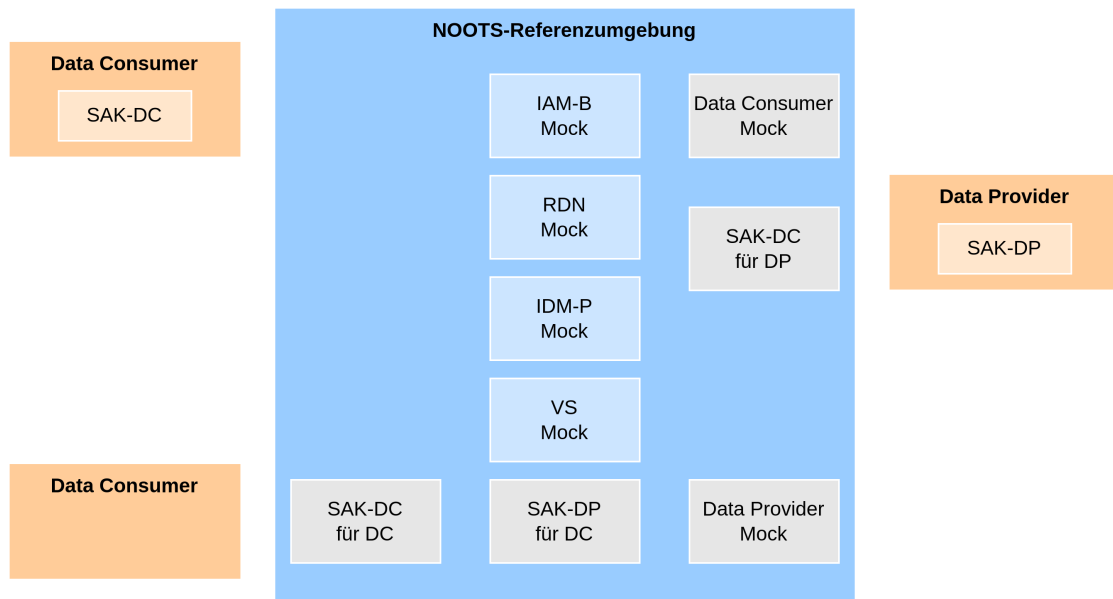 NOOTS-Referenzumgebung
Data Consumer
SAK-DC
IAM-B
Mock
Data Consumer
Mock
RDN
Mock
SAK-DC
für DP
Data Provider
SAK-DP
IDM-P
Mock
VS
Mock
Data Consumer
SAK-DC
für DC
SAK-DP
für DC
Data Provider
Mock